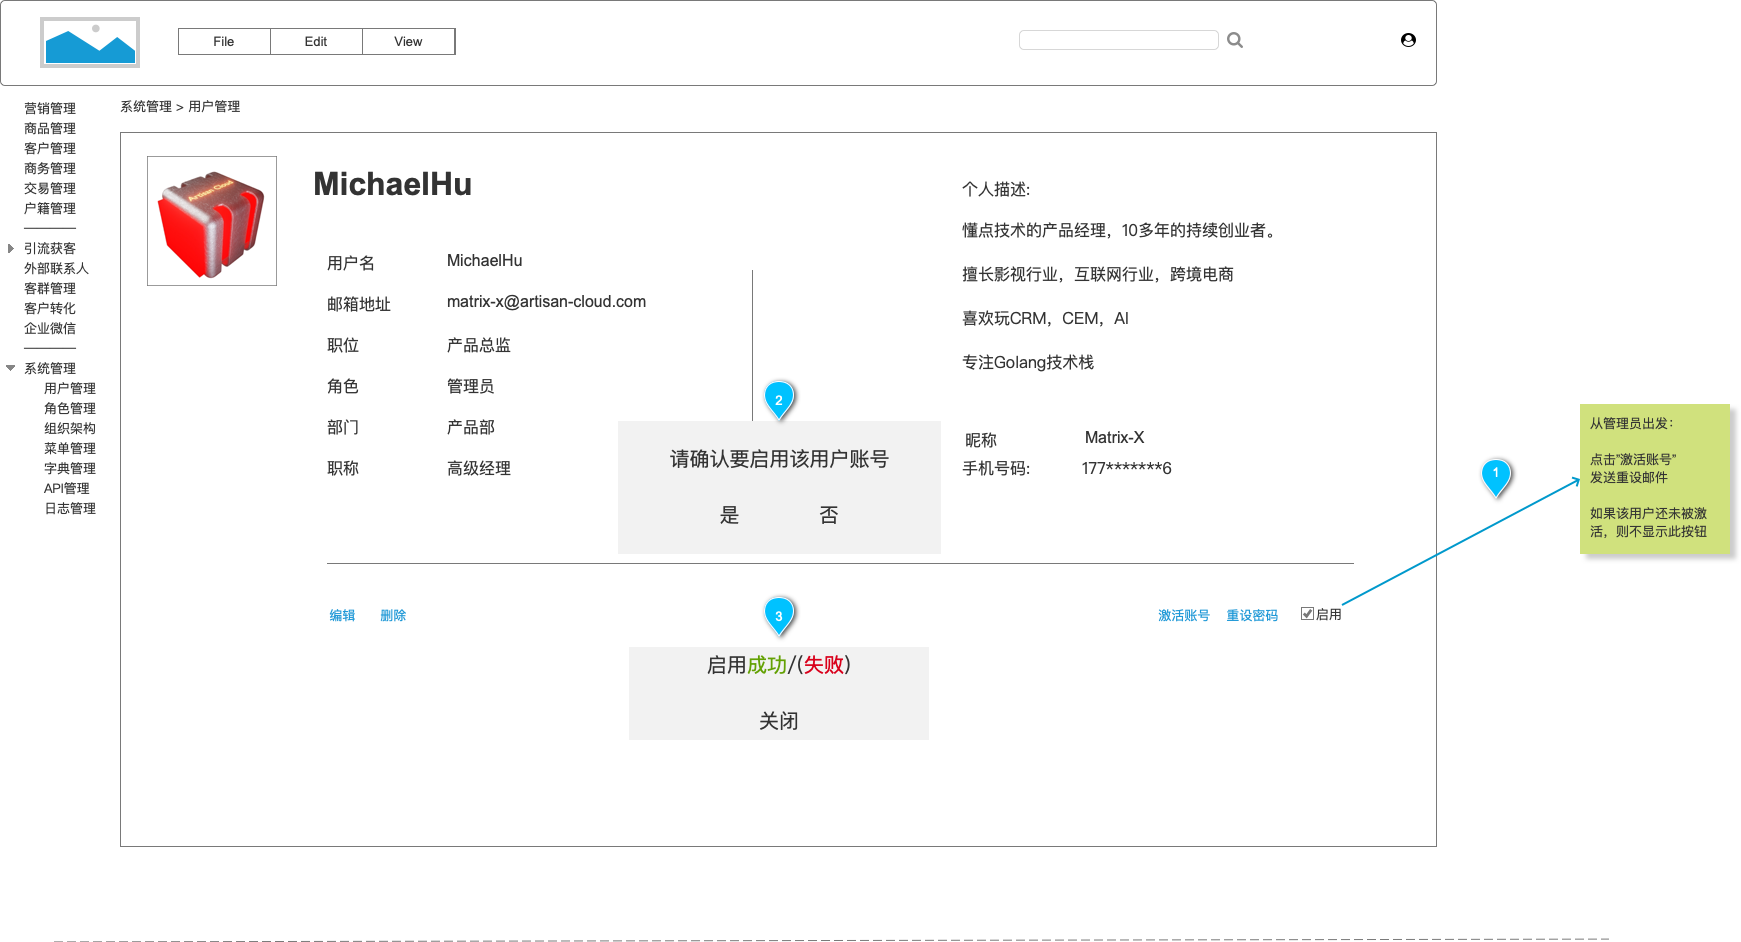 File Edit View
系统管理 > 用户管理
营销管理
商品管理
客户管理
商务管理
交易管理
户籍管理
引流获客
外部联系人
客群管理
客户转化
企业微信
系统管理
用户管理
角色管理
组织架构
菜单管理
字典管理
API管理
日志管理
Artisan Cloud
MichaelHu
用户名 MichaelHu
邮箱地址 matrix-x@artisan-cloud.com
职位 产品总监
角色 管理员
部门 产品部
职称 高级经理
个人描述:
懂点技术的产品经理，10多年的持续创业者。
擅长影视行业，互联网行业，跨境电商
喜欢玩CRM，CEM，AI
专注Golang技术栈
昵称 Matrix-X
手机号码: 177*******6
2
请确认要启用该用户账号
是 否
编辑 删除
激活账号 重设密码 启用
3
启用成功/(失败)
关闭
1
从管理员出发：
点击"激活账号"
发送重设邮件
如果该用户还未被激
活，则不显示此按钮